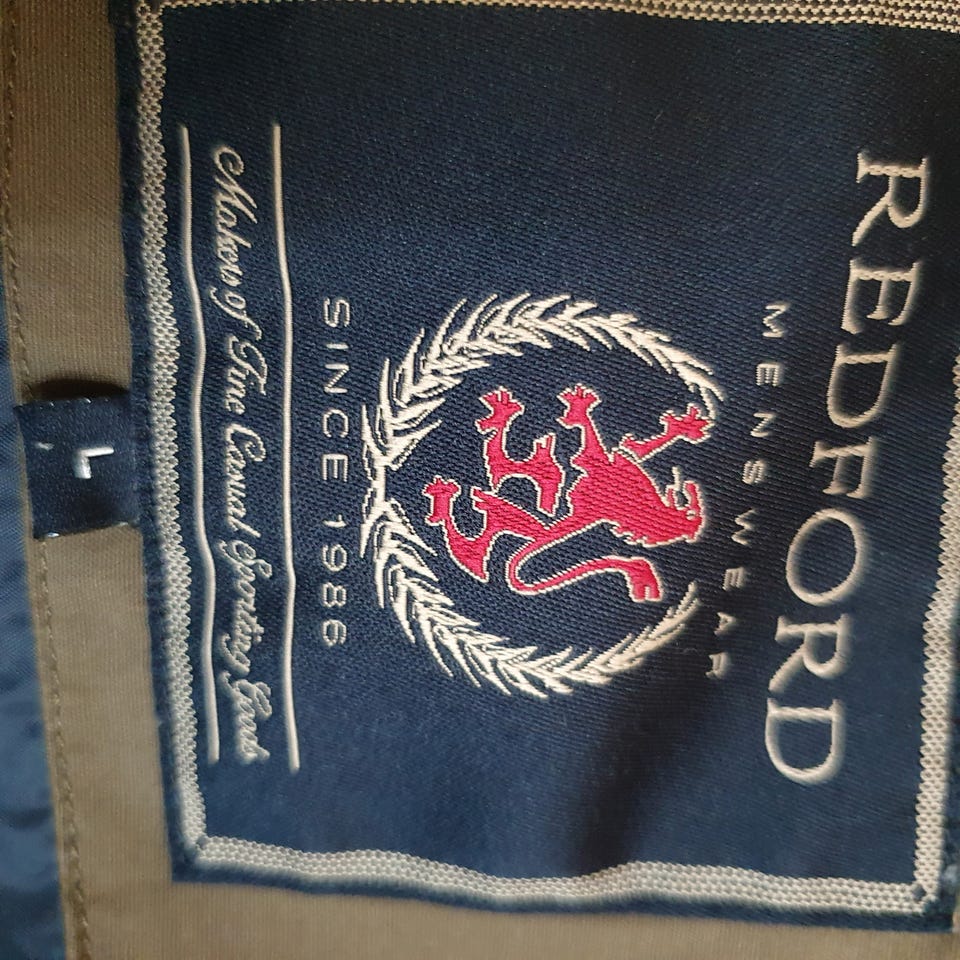 REDFORD
MENSWEAR
SINCE 1986
Makers of Fine Casual Sporting Goods
L